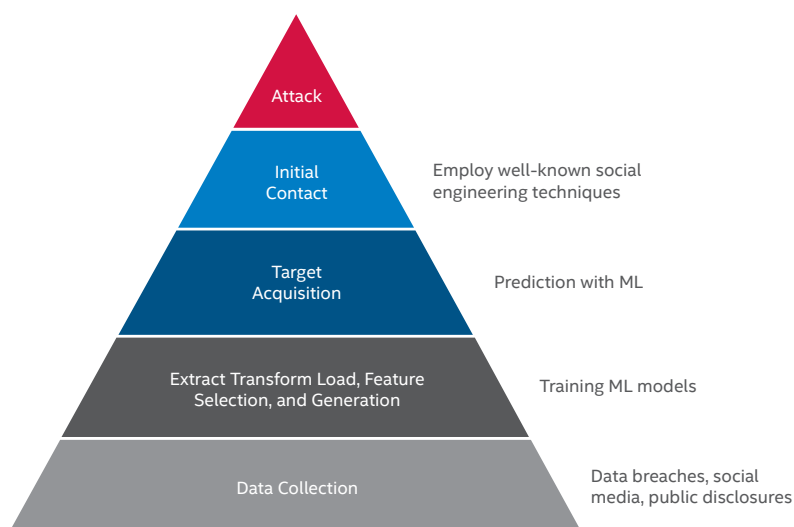 Attack
Initial
Contact
Employ well-known social
engineering techniques
Target
Acquisition
Prediction with ML
Extract Transform Load, Feature
Selection, and Generation
Training ML models
Data Collection
Data breaches, social
media, public disclosures